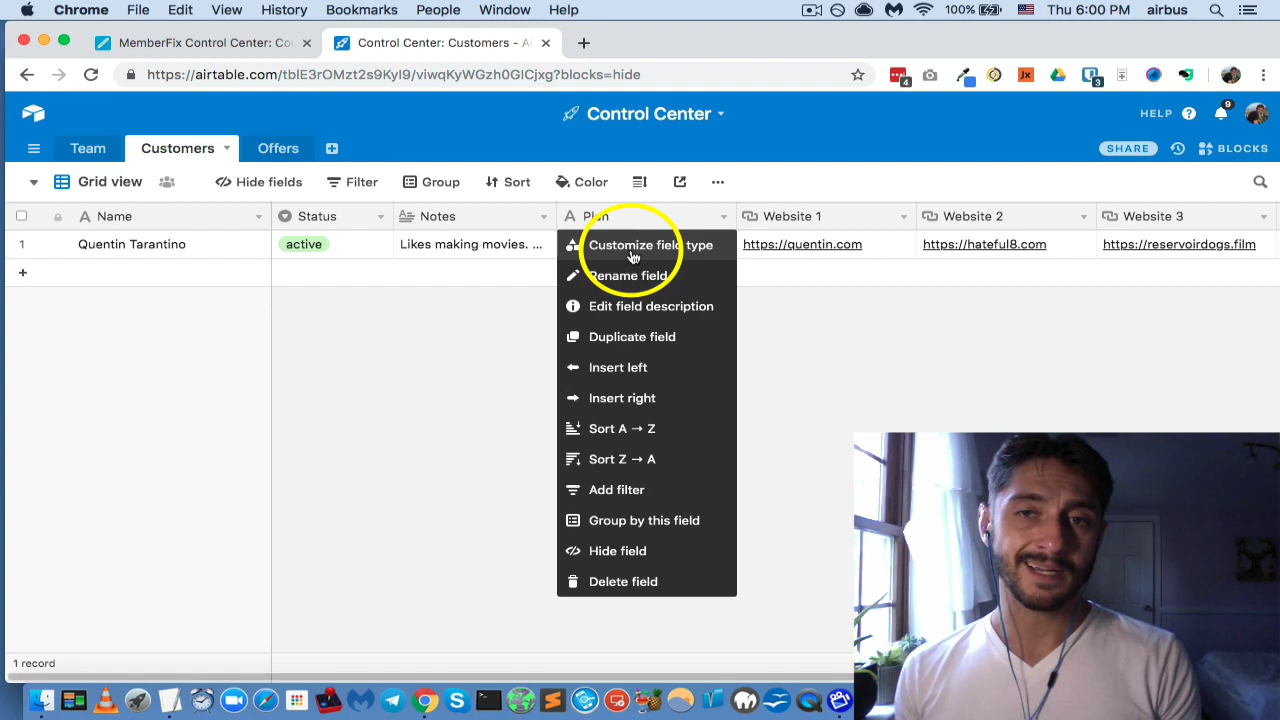 Chrome File Edit View History Bookmarks People Window Help 100% Thu 6:00 PM airbus
MemberFix Control Center: Co
Control Center: Customers - Ai
https://airtable.com/tblE3rOMzt2s9KyI9/viwqKyWGzh0GlCjxg?blocks=hide
4
3
Control Center
HELP
9
Team Customers Offers
SHARE BLOCKS
Grid view Hide fields Filter Group Sort Color
Name Status Notes Plan Website 1 Website 2 Website 3
1 Quentin Tarantino active Likes making movies. ... https://quentin.com https://hateful8.com https://reservoirdogs.film
Customize field type
Rename field
Edit field description
Duplicate field
Insert left
Insert right
Sort A → Z
Sort Z → A
Add filter
Group by this field
Hide field
Delete field
1 record